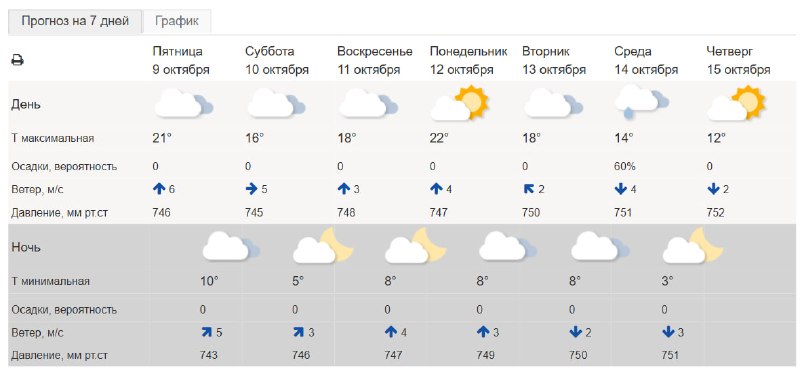 Прогноз на 7 дней График
Пятница Суббота Воскресенье Понедельник Вторник Среда Четверг
9 октября 10 октября 11 октября 12 октября 13 октября 14 октября 15 октября
День
Т максимальная 21° 16° 18° 22° 18° 14° 12°
Осадки, вероятность 0 0 0 0 0 60% 0
Ветер, м/с 6 5 3 4 2 4 2
Давление, мм рт.ст 746 745 748 747 750 751 752
Ночь
Т минимальная 10° 5° 8° 8° 8° 3°
Осадки, вероятность 0 0 0 0 0 0
Ветер, м/с 5 3 4 3 2 3
Давление, мм рт.ст 743 746 747 749 750 751